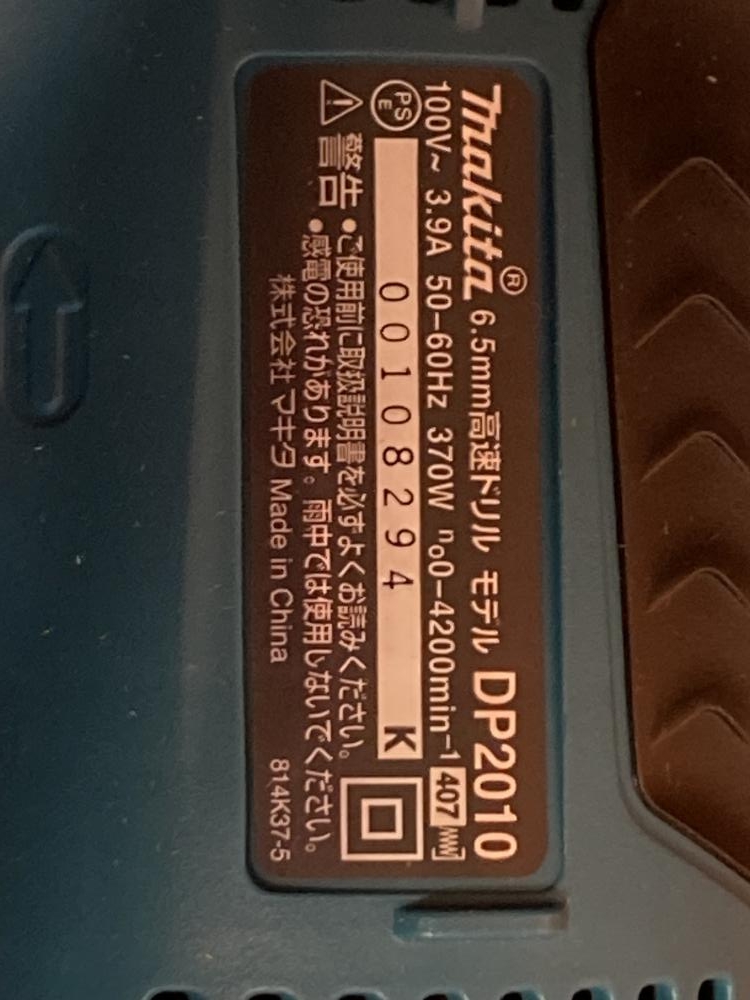 makita® 6.5mm高速ドリル モデル DP2010
100V~ 3.9A 50-60Hz 370W n₀0-4200min⁻¹ 407
PS E 00108294 K
警告 •ご使用前に取扱説明書を必ずよくお読みください。
•感電の恐れがあります。雨中では使用しないでください。
株式会社 マキタ Made in China 814K37-5